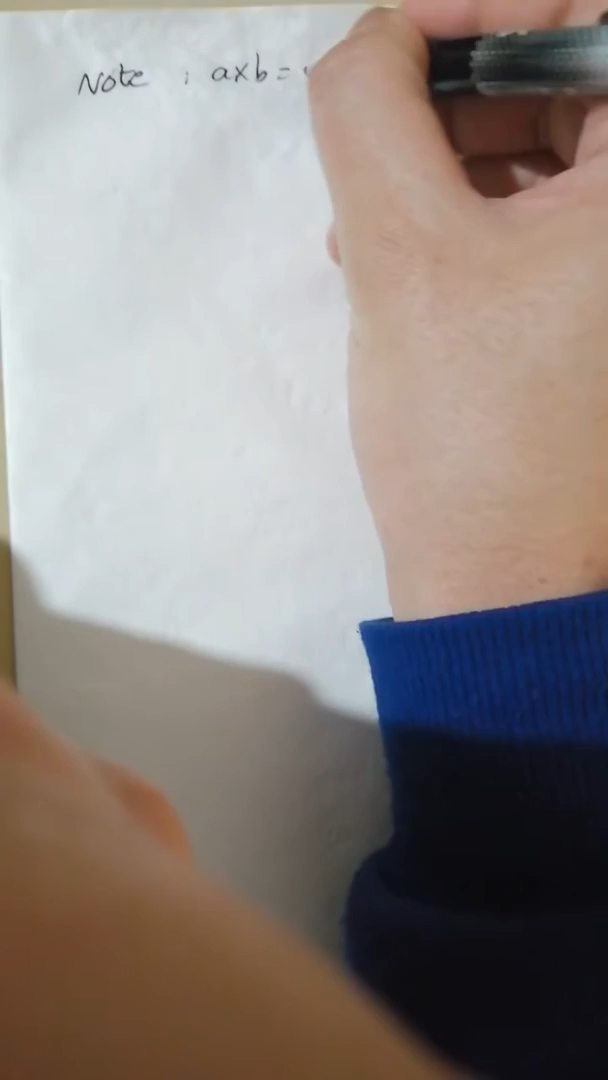 Note : axb =